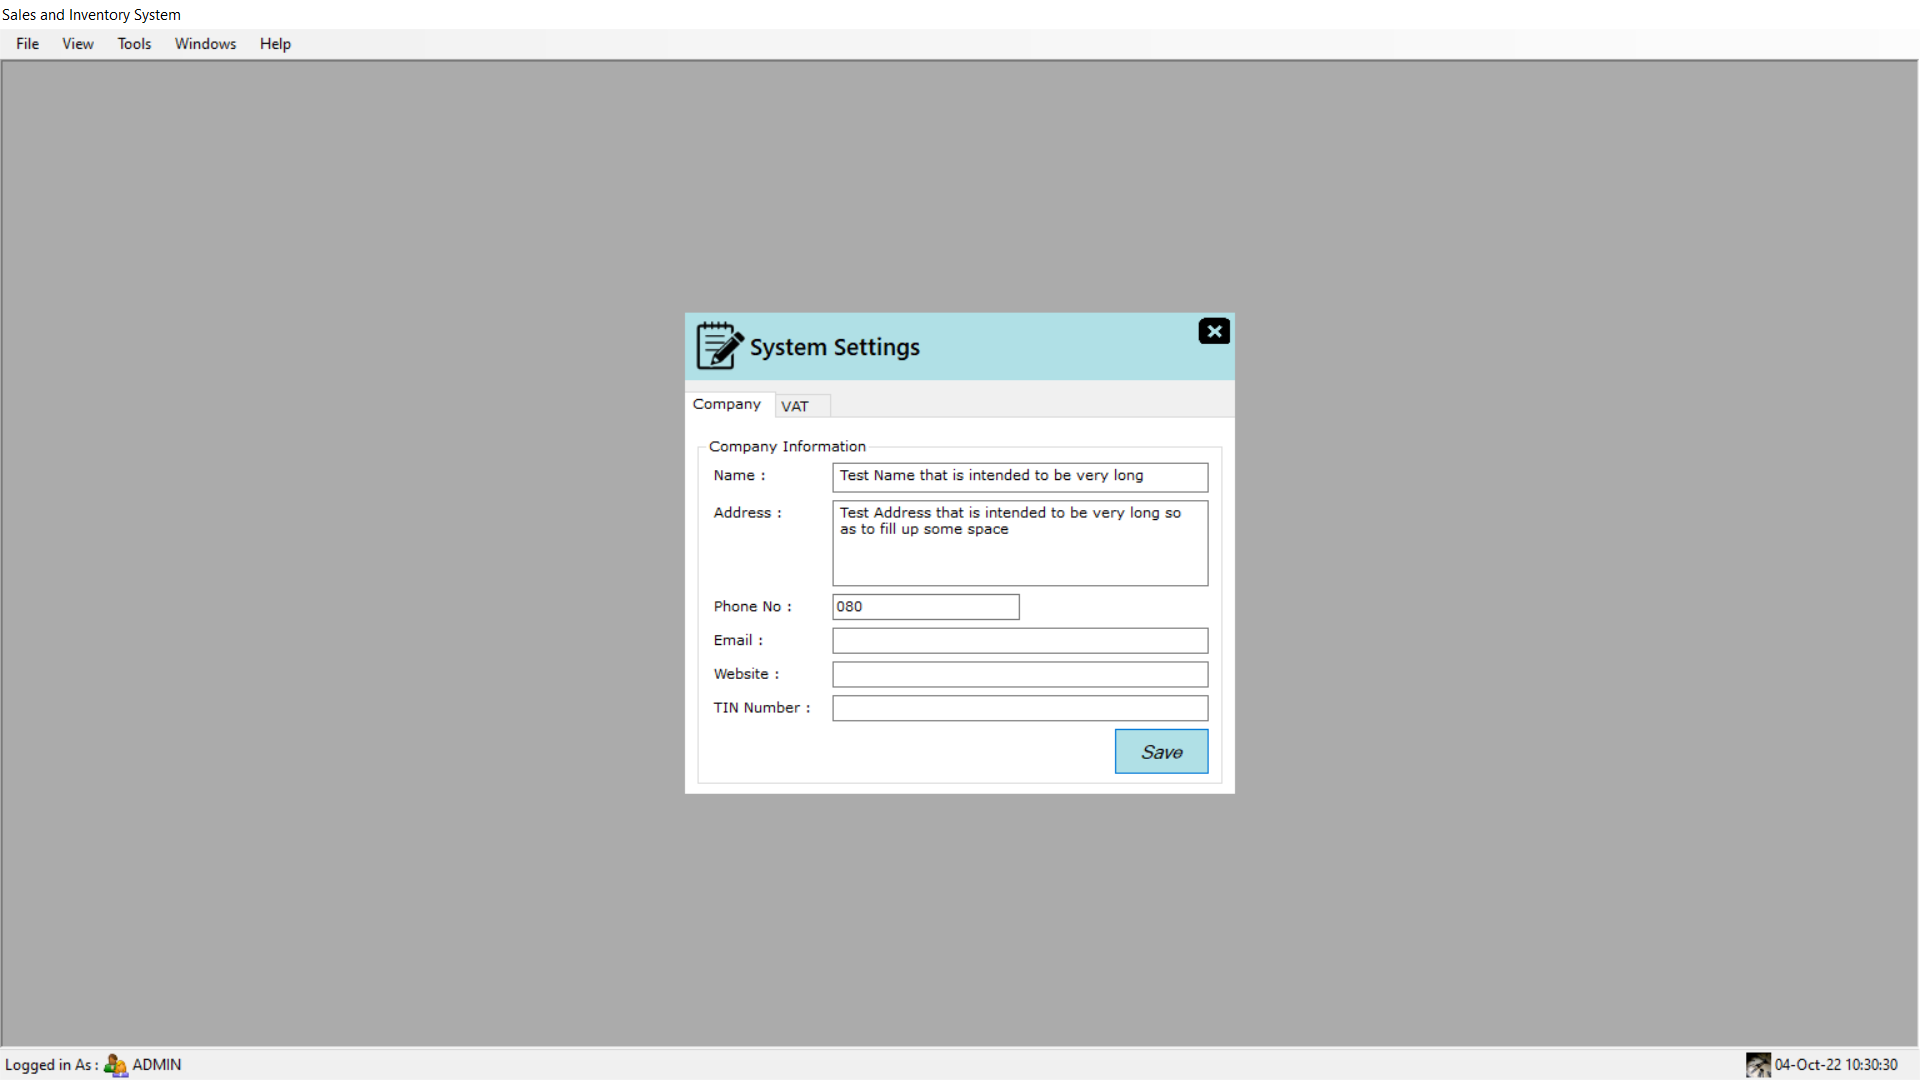 Sales and Inventory System
File View Tools Windows Help
System Settings
Company VAT
Company Information
Name : Test Name that is intended to be very long
Address : Test Address that is intended to be very long so
as to fill up some space
Phone No : 080
Email :
Website :
TIN Number :
Save
Logged in As : ADMIN 04-Oct-22 10:30:30